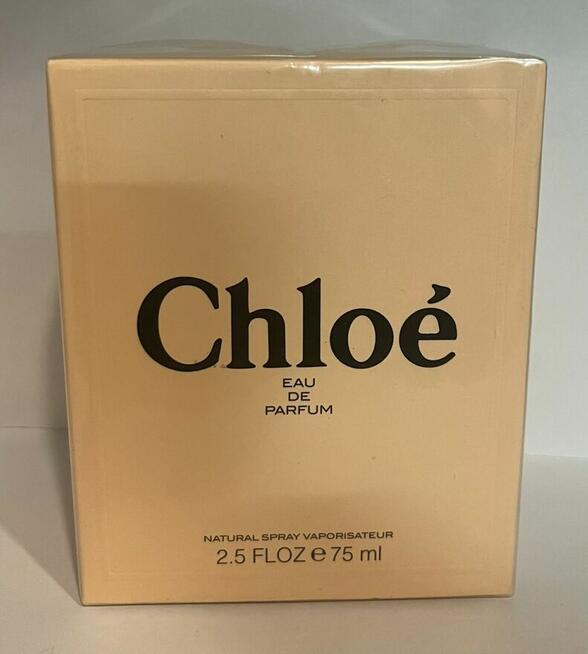 Chloé
EAU
DE
PARFUM
NATURAL SPRAY VAPORISATEUR
2.5 FLOZ ℮ 75 ml